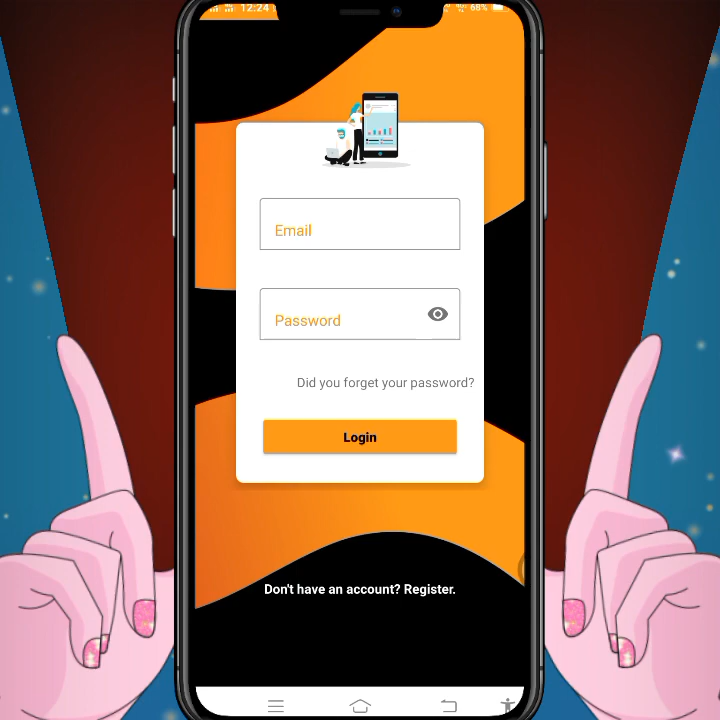 12:24
68%
Email
Password
Did you forget your password?
Login
Don't have an account? Register.